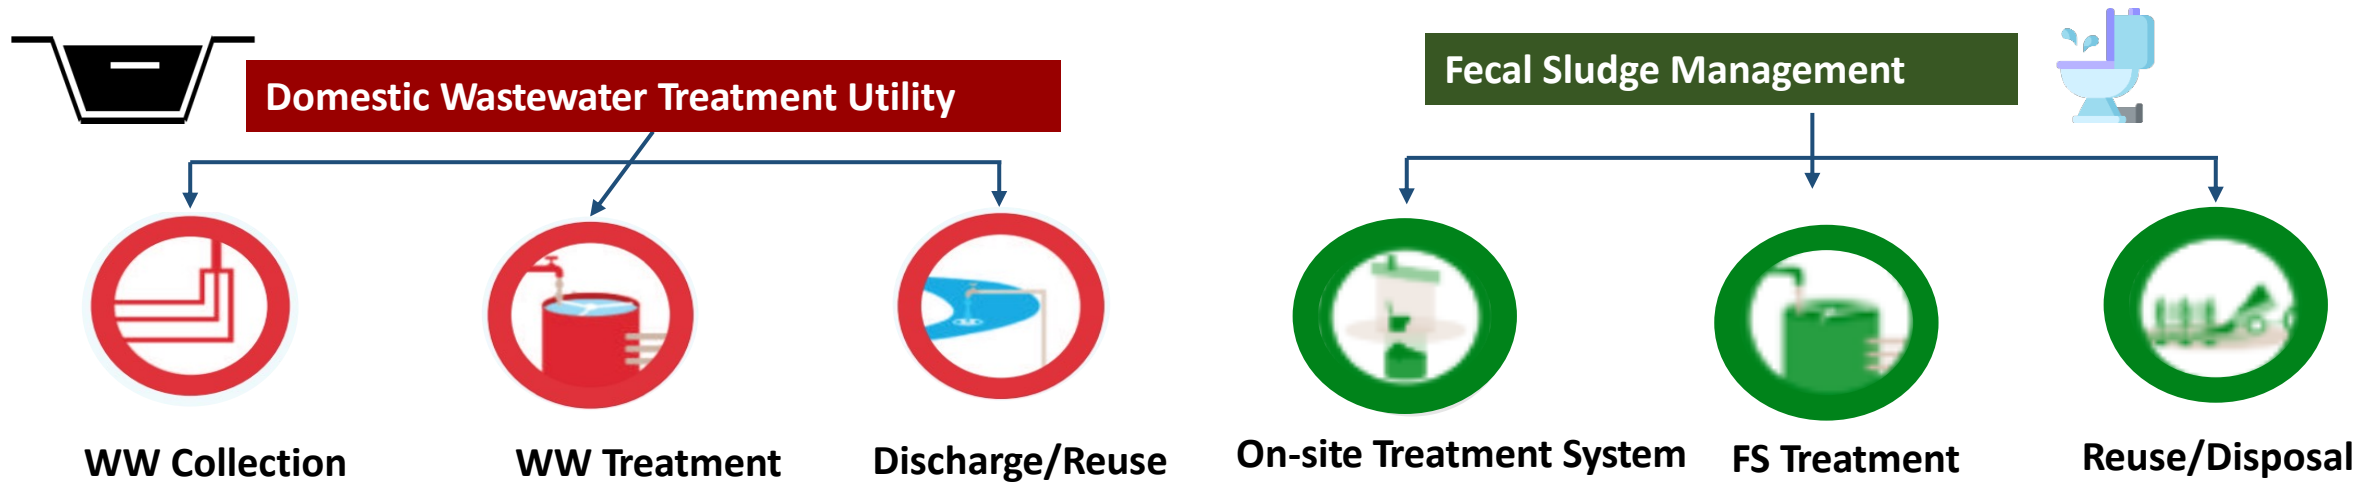 Domestic Wastewater Treatment Utility
Fecal Sludge Management
WW Collection
WW Treatment
Discharge/Reuse
On-site Treatment System
FS Treatment
Reuse/Disposal